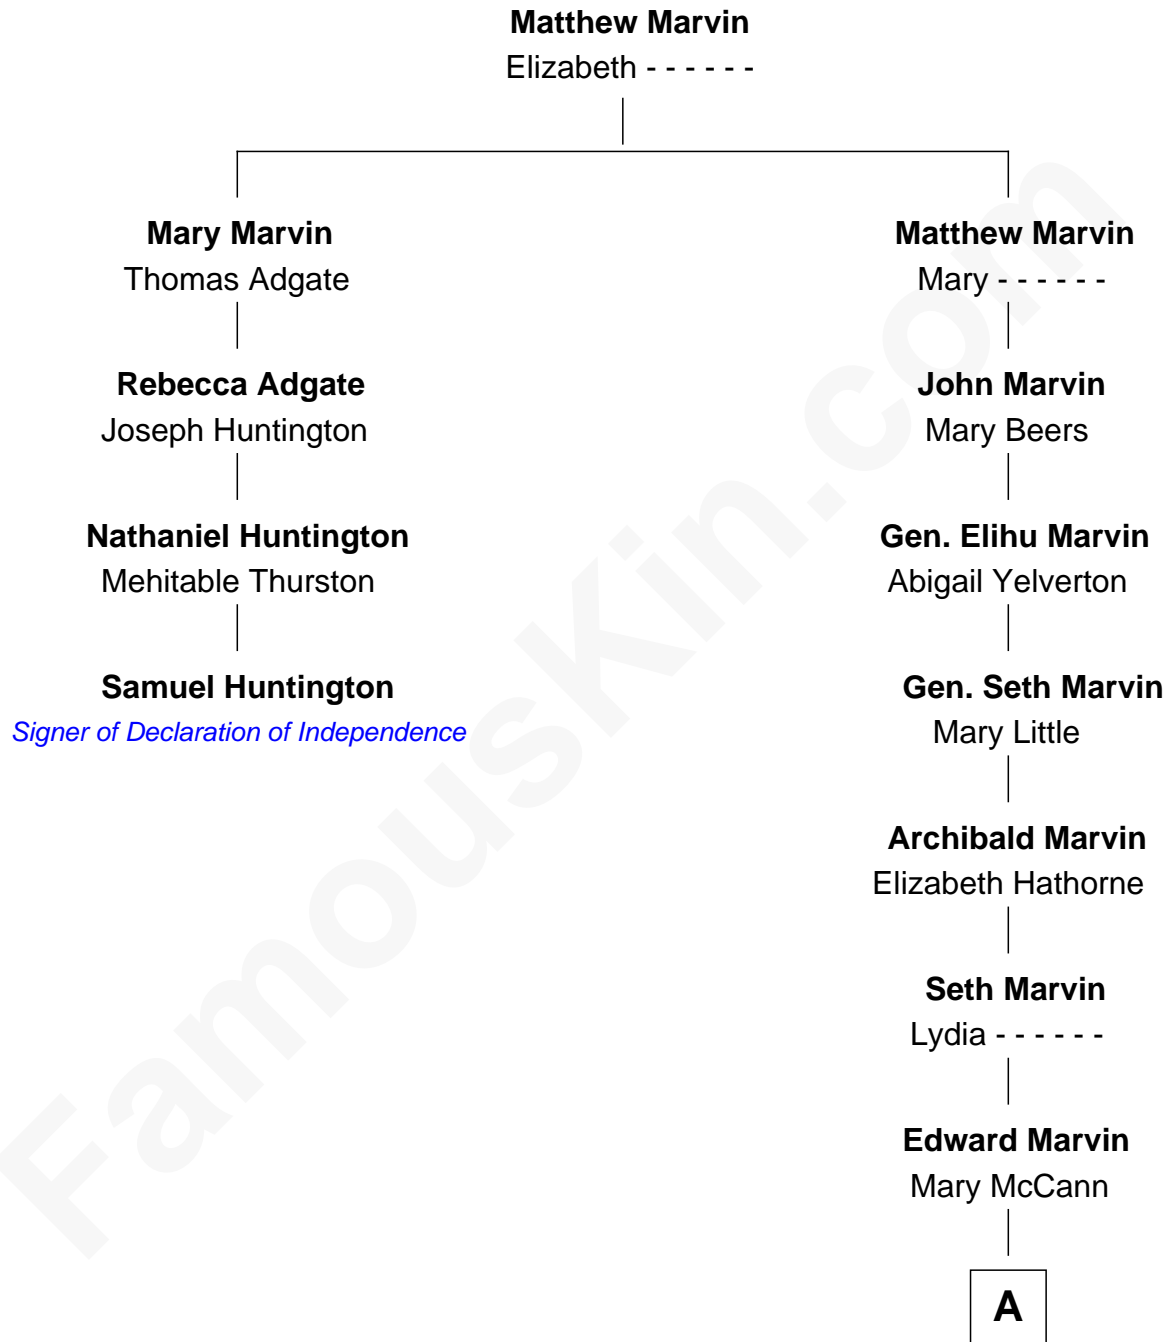 Matthew Marvin
Elizabeth - - - - - -
Mary Marvin
Thomas Adgate
Rebecca Adgate
Joseph Huntington
Nathaniel Huntington
Mehitable Thurston
Samuel Huntington
Signer of Declaration of Independence
Matthew Marvin
Mary - - - - - -
John Marvin
Mary Beers
Gen. Elihu Marvin
Abigail Yelverton
Gen. Seth Marvin
Mary Little
Archibald Marvin
Elizabeth Hathorne
Seth Marvin
Lydia - - - - - -
Edward Marvin
Mary McCann
A
FamousKin.com